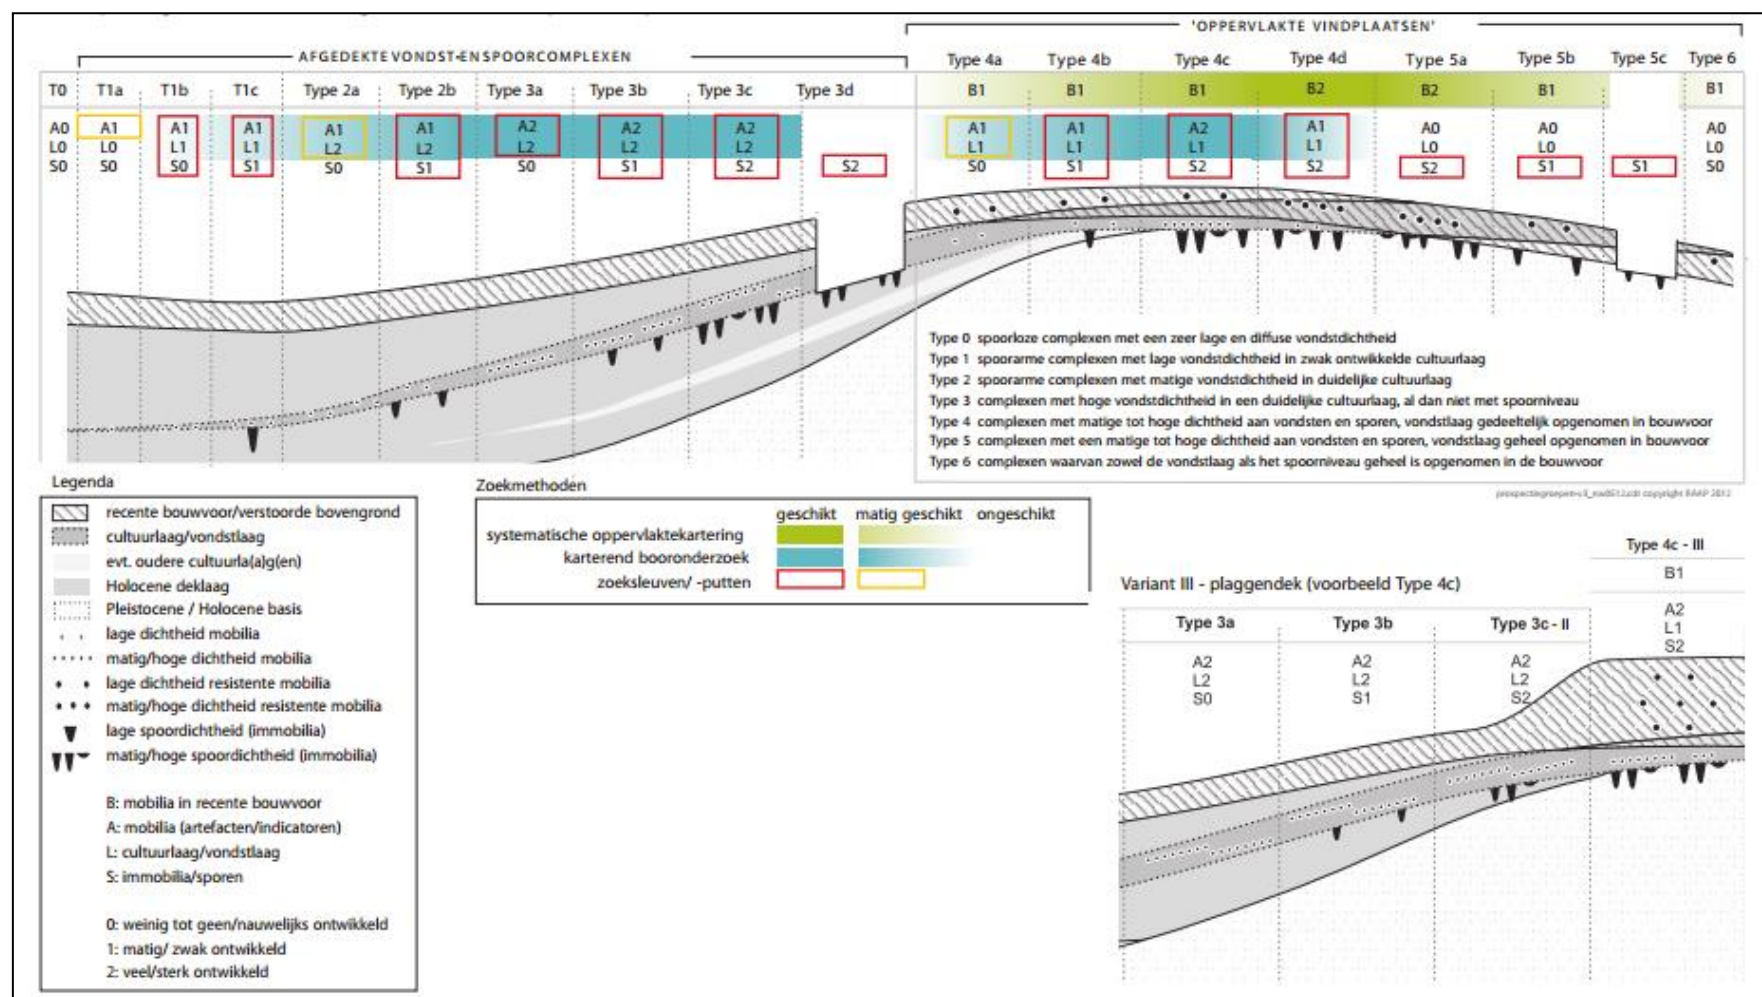 'OPPERVLAKTE VINDPLAATSEN'
AFGEDEKTE VONDST-EN SPOORCOMPLEXEN
Type 4a Type 4b Type 4c Type 4d Type 5a Type 5b Type 5c Type 6
T0 T1a T1b T1c Type 2a Type 2b Type 3a Type 3b Type 3c Type 3d
B1 B1 B1 B2 B2 B1 B1
A0 A1 A1 A1 A1 A1 A2 A2 A2 A1 A1 A2 A1 A0 A0 A0
L0 L0 L1 L1 L2 L2 L2 L2 L2 L1 L1 L1 L1 L0 L0 L0
S0 S0 S0 S1 S0 S1 S0 S1 S2 S2 S0 S1 S2 S2 S2 S1 S1 S0
Type 0 spoorloze complexen met een zeer lage en diffuse vondstdichtheid
Type 1 spoorarme complexen met lage vondstdichtheid in zwak ontwikkelde cultuurlaag
Type 2 spoorarme complexen met matige vondstdichtheid in duidelijke cultuurlaag
Type 3 complexen met hoge vondstdichtheid in een duidelijke cultuurlaag, al dan niet met spoorniveau
Type 4 complexen met matige tot hoge dichtheid aan vondsten en sporen, vondstlaag gedeeltelijk opgenomen in bouwvoor
Type 5 complexen met een matige tot hoge dichtheid aan vondsten en sporen, vondstlaag geheel opgenomen in bouwvoor
Type 6 complexen waarvan zowel de vondstlaag als het spoorniveau geheel is opgenomen in de bouwvoor
copyright RAAP 2012
Legenda
recente bouwvoor/verstoorde bovengrond
cultuurlaag/vondstlaag
evt. oudere cultuurla(a)g(en)
Holocene deklaag
Pleistocene / Holocene basis
lage dichtheid mobilia
matig/hoge dichtheid mobilia
lage dichtheid resistente mobilia
matig/hoge dichtheid resistente mobilia
lage spoordichtheid (immobilia)
matig/hoge spoordichtheid (immobilia)
B: mobilia in recente bouwvoor
A: mobilia (artefacten/indicatoren)
L: cultuurlaag/vondstlaag
S: immobilia/sporen
0: weinig tot geen/nauwelijks ontwikkeld
1: matig/ zwak ontwikkeld
2: veel/sterk ontwikkeld
Zoekmethoden
geschikt matig geschikt ongeschikt
systematische oppervlaktekartering
karterend booronderzoek
zoeksleuven/ -putten
Variant III - plaggendek (voorbeeld Type 4c)
Type 4c - III
B1
A2
L1
S2
Type 3a Type 3b Type 3c - II
A2 A2 A2
L2 L2 L2
S0 S1 S2